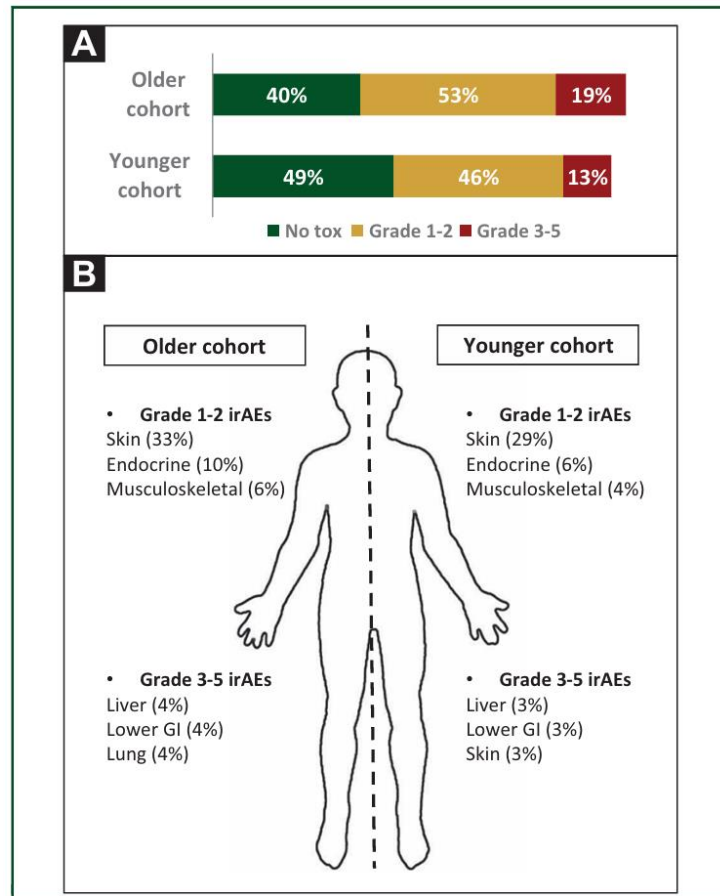 A
Older
cohort
40% 53% 19%
Younger
cohort
49% 46% 13%
No tox Grade 1-2 Grade 3-5
B
Older cohort
Younger cohort
• Grade 1-2 irAEs
Skin (33%)
Endocrine (10%)
Musculoskeletal (6%)
• Grade 1-2 irAEs
Skin (29%)
Endocrine (6%)
Musculoskeletal (4%)
• Grade 3-5 irAEs
Liver (4%)
Lower GI (4%)
Lung (4%)
• Grade 3-5 irAEs
Liver (3%)
Lower GI (3%)
Skin (3%)